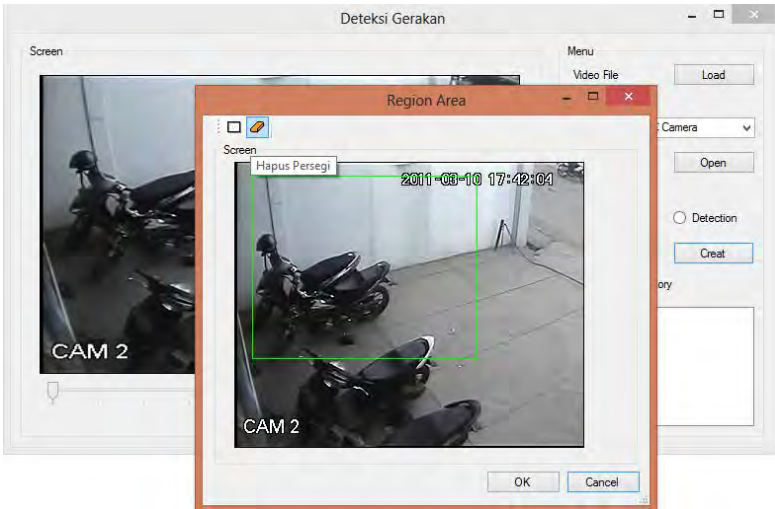 Deteksi Gerakan
Screen
Menu
Video File
Load
Camera
Open
Detection
Creat
ory
CAM 2
Region Area
Screen
Hapus Persegi
2011-03-10 17:42:04
CAM 2
OK
Cancel